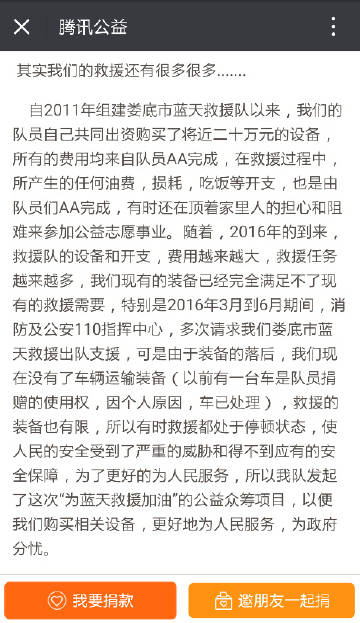 腾讯公益
其实我们的救援还有很多很多.......
自2011年组建娄底市蓝天救援队以来，我们的
队员自己共同出资购买了将近二十万元的设备，
所有的费用均来自队员AA完成，在救援过程中，
所产生的任何油费，损耗，吃饭等开支，也是由
队员们AA完成，有时还在顶着家里人的担心和阻
难来参加公益志愿事业。随着，2016年的到来，
救援队的设备和开支，费用越来越大，救援任务
越来越多，我们现有的装备已经完全满足不了现
有的救援需要，特别是2016年3月到6月期间，消
防及公安110指挥中心，多次请求我们娄底市蓝
天救援出队支援，可是由于装备的落后，我们现
在没有了车辆运输装备（以前有一台车是队员捐
赠的使用权，因个人原因，车已处理），救援的
装备也有限，所以有时救援都处于停顿状态，使
人民的安全受到了严重的威胁和得不到应有的安
全保障，为了更好的为人民服务，所以我队发起
了这次“为蓝天救援加油”的公益众筹项目，以便
我们购买相关设备，更好地为人民服务，为政府
分忧。
我要捐款
邀朋友一起捐